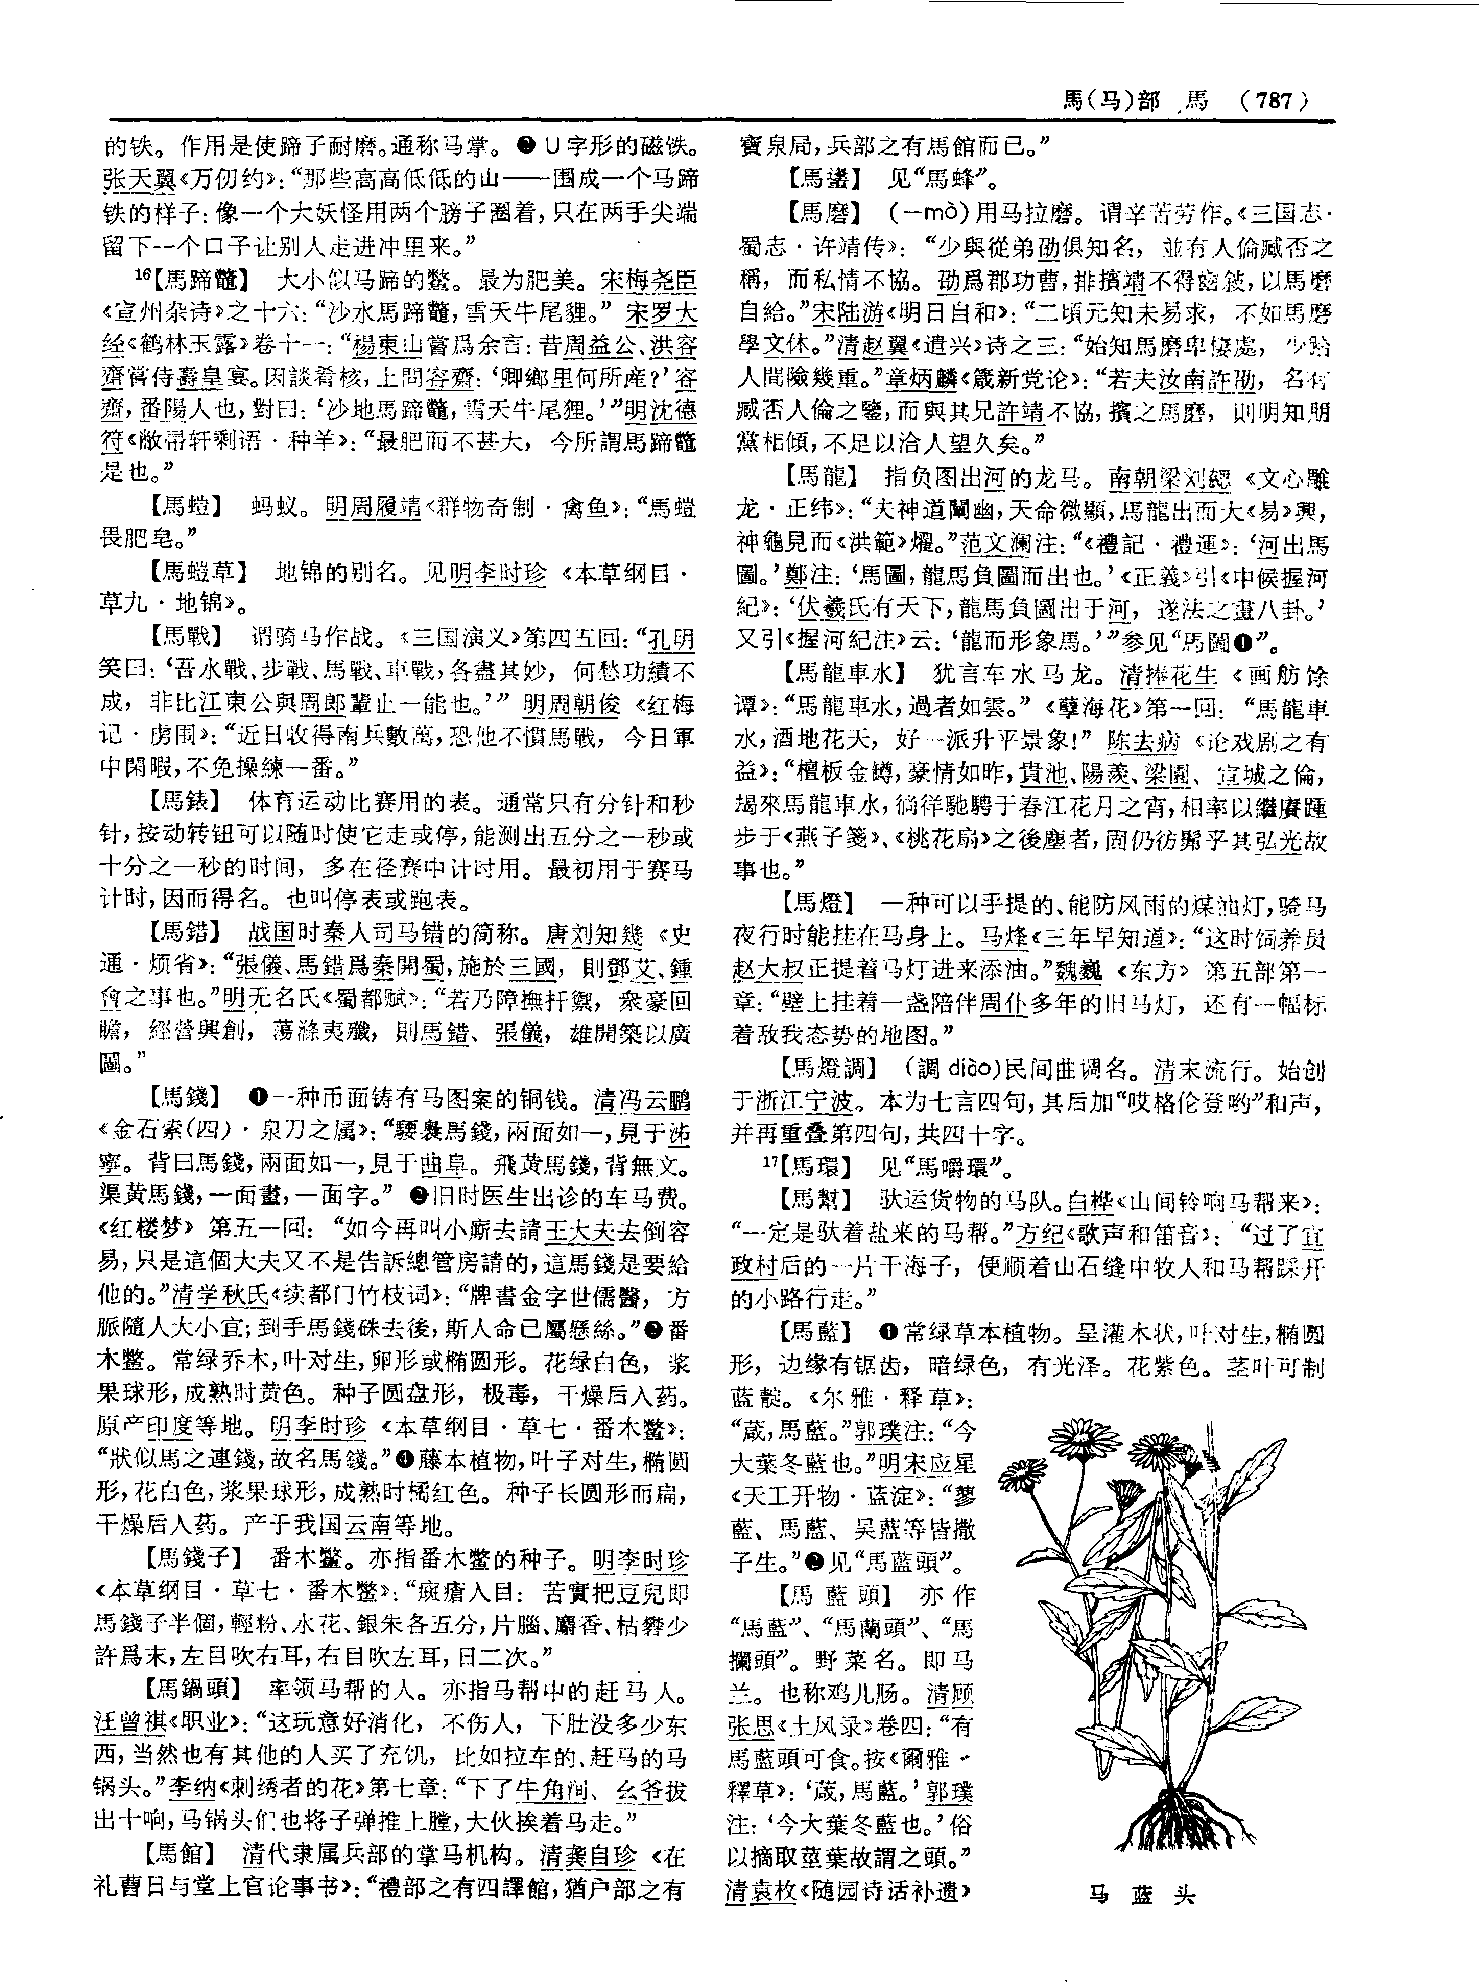 馬(马)部 馬 (787)
的铁。作用是使蹄子耐磨。通称马掌。❷U字形的磁铁。
张天翼《万仞约》：“那些高高低低的山——围成一个马蹄
铁的样子：像一个大妖怪用两个膀子圈着，只在两手尖端
留下一个口子让别人走进冲里来。”
16【馬蹄鼈】 大小似马蹄的鳖。最为肥美。宋梅尧臣
《宣州杂诗》之十六：“沙水馬蹄鼈，雪天牛尾貍。” 宋罗大
经《鹤林玉露》卷十一：“楊東山嘗爲余言：昔周益公、洪容
齋嘗侍壽皇宴。因談肴核，上問容齋：‘卿鄉里何所産？’容
齋，番陽人也，對曰：‘沙地馬蹄鼈，雪天牛尾狸。’”明沈德
符《敝帚轩剩语·种羊》：“最肥而不甚大，今所謂馬蹄鼈
是也。”
【馬螘】 蚂蚁。明周履靖《群物奇制·禽鱼》：“馬螘
畏肥皂。”
【馬螘草】 地锦的别名。见明李时珍《本草纲目·
草九·地锦》。
【馬戰】 谓骑马作战。《三国演义》第四五回：“孔明
笑曰：‘吾水戰、步戰、馬戰、車戰，各盡其妙，何愁功績不
成，非比江東公與周郎輩止一能也。’” 明周朝俊《红梅
记·虏围》：“近日收得南兵數萬，恐他不慣馬戰，今日軍
中閑暇，不免操練一番。”
【馬錶】 体育运动比赛用的表。通常只有分针和秒
针，按动转钮可以随时使它走或停，能测出五分之一秒或
十分之一秒的时间，多在径赛中计时用。最初用于赛马
计时，因而得名。也叫停表或跑表。
【馬錯】 战国时秦人司马错的简称。唐刘知幾《史
通·烦省》：“張儀、馬錯爲秦開蜀，施於三國，則鄧艾、鍾
會之事也。”明无名氏《蜀都赋》：“若乃障撫扞禦，衆豪回
瞻，經營興創，蕩滌夷殲，則馬錯、張儀，雄開築以廣
圖。”
【馬錢】 ❶一种币面铸有马图案的铜钱。清冯云鹏
《金石索(四)·泉刀之属》：“騕褭馬錢，兩面如一，見于沛
寧。背曰馬錢，兩面如一，見于曲阜。飛黃馬錢，背無文。
渠黃馬錢，一面畫，一面字。” ❷旧时医生出诊的车马费。
《红楼梦》第五一回：“如今再叫小廝去請王大夫去倒容
易，只是這個大夫又不是告訴總管房請的，這馬錢是要給
他的。”清学秋氏《续都门竹枝词》：“牌書金字世儒醫，方
脈隨人大小宜；到手馬錢硃去後，斯人命已屬懸絲。”❸番
木鳖。常绿乔木，叶对生，卵形或椭圆形。花绿白色，浆
果球形，成熟时黄色。种子圆盘形，极毒，干燥后入药。
原产印度等地。明李时珍《本草纲目·草七·番木鳖》：
“狀似馬之連錢，故名馬錢。”❹藤本植物，叶子对生，椭圆
形，花白色，浆果球形，成熟时橘红色。种子长圆形而扁，
干燥后入药。产于我国云南等地。
【馬錢子】 番木鳖。亦指番木鳖的种子。明李时珍
《本草纲目·草七·番木鳖》：“癍瘡入目：苦實把豆兒即
馬錢子半個，輕粉、水花、銀朱各五分，片腦、麝香、枯礬少
許爲末，左目吹右耳，右目吹左耳，日二次。”
【馬鍋頭】 率领马帮的人。亦指马帮中的赶马人。
汪曾祺《职业》：“这玩意好消化，不伤人，下肚没多少东
西，当然也有其他的人买了充饥，比如拉车的、赶马的马
锅头。”李纳《刺绣者的花》第七章：“下了牛角间、幺爷拔
出十响，马锅头们也将子弹推上膛，大伙挨着马走。”
【馬館】 清代隶属兵部的掌马机构。清龚自珍《在
礼曹日与堂上官论事书》：“禮部之有四譯館，猶户部之有
寶泉局，兵部之有馬館而已。”
【馬𧒒】 见“馬蜂”。
【馬磨】 (—mò)用马拉磨。谓辛苦劳作。《三国志·
蜀志·许靖传》：“少與從弟劭俱知名，並有人倫臧否之
稱，而私情不協。劭爲郡功曹，排擯靖不得齒敍，以馬磨
自給。”宋陆游《明日自和》：“二頃元知未易求，不如馬磨
學文休。”清赵翼《遣兴》诗之三：“始知馬磨卑棲處，少踏
人間險幾重。”章炳麟《箴新党论》：“若夫汝南許劭，名有
臧否人倫之鑒，而與其兄許靖不協，擯之馬磨，則明知朋
黨相傾，不足以洽人望久矣。”
【馬龍】 指负图出河的龙马。南朝梁刘勰《文心雕
龙·正纬》：“夫神道闡幽，天命微顯，馬龍出而大《易》興，
神龜見而《洪範》燿。”范文澜注：“《禮記·禮運》：‘河出馬
圖。’鄭注：‘馬圖，龍馬負圖而出也。’《正義》引《中候握河
紀》：‘伏羲氏有天下，龍馬負圖出于河，遂法之畫八卦。’
又引《握河紀注》云：‘龍而形象馬。’”参见“馬圖❶”。
【馬龍車水】 犹言车水马龙。清捧花生《画舫馀
谭》：“馬龍車水，過者如雲。”《孽海花》第一回：“馬龍車
水，酒地花天，好一派升平景象！” 陈去病《论戏剧之有
益》：“檀板金罇，豪情如昨，貴池、陽羨、梁園、宣城之倫，
朅來馬龍車水，徜徉馳騁于春江花月之宵，相率以繼賡踵
步于《燕子箋》、《桃花扇》之後塵者，固仍彷髴乎其弘光故
事也。”
【馬燈】 一种可以手提的、能防风雨的煤油灯，骑马
夜行时能挂在马身上。马烽《三年早知道》：“这时饲养员
赵大叔正提着马灯进来添油。”魏巍《东方》第五部第一
章：“壁上挂着一盏陪伴周仆多年的旧马灯，还有一幅标
着敌我态势的地图。”
【馬燈調】 (調 diào)民间曲调名。清末流行。始创
于浙江宁波。本为七言四句，其后加“哎格伦登哟”和声，
并再重叠第四句，共四十字。
17【馬環】 见“馬嚼環”。
【馬幫】 驮运货物的马队。白桦《山间铃响马帮来》：
“一定是驮着盐来的马帮。”方纪《歌声和笛音》：“过了宜
政村后的一片干海子，便顺着山石缝中牧人和马帮踩开
的小路行走。”
【馬藍】 ❶常绿草本植物。呈灌木状，叶对生，椭圆
形，边缘有锯齿，暗绿色，有光泽。花紫色。茎叶可制
蓝靛。《尔雅·释草》：
“葴，馬藍。”郭璞注：“今
大葉冬藍也。”明宋应星
《天工开物·蓝淀》：“蓼
藍、馬藍、吴藍等皆撒
子生。”❷见“馬藍頭”。
【馬藍頭】 亦作
“馬藍”、“馬蘭頭”、“馬
攔頭”。野菜名。即马
兰。也称鸡儿肠。清顾
张思《土风录》卷四：“有
馬藍頭可食。按《爾雅·
釋草》：‘葴，馬藍。’郭璞
注：‘今大葉冬藍也。’俗
以摘取莖葉故謂之頭。”
清袁枚《随园诗话补遗》
马蓝头